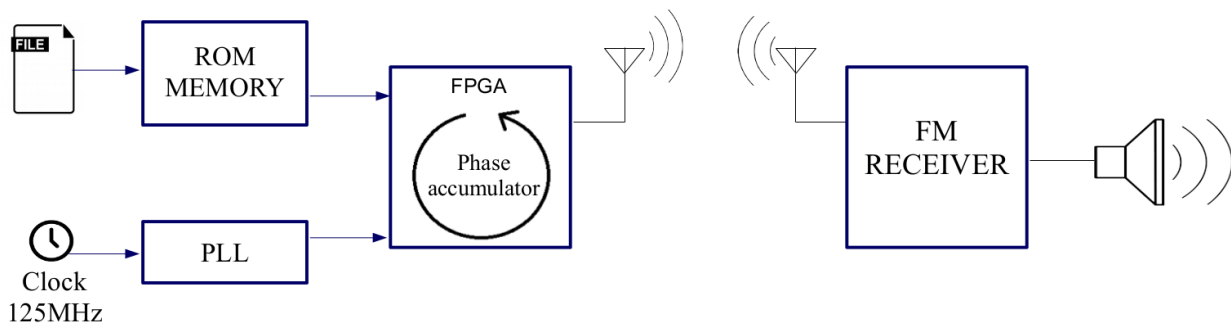 FILE
ROM
MEMORY
FPGA
Phase
accumulator
FM
RECEIVER
PLL
Clock
125MHz